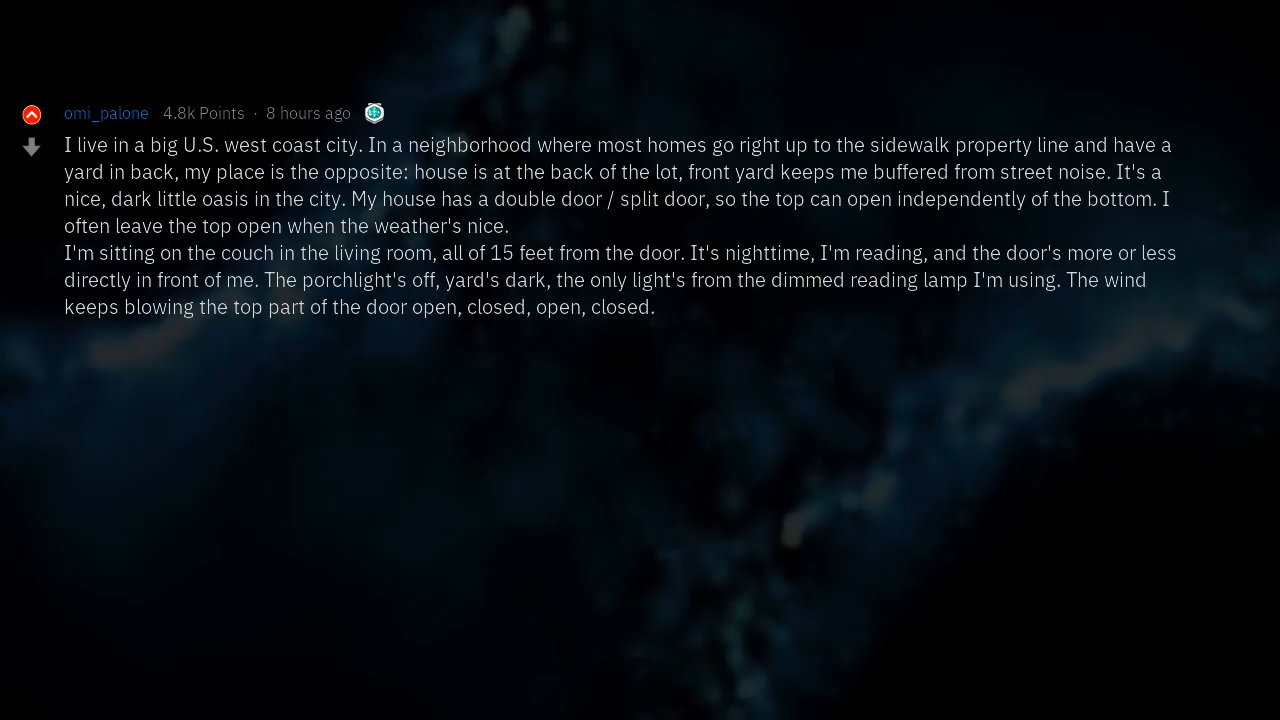 omi_palone 4.8k Points · 8 hours ago
I live in a big U.S. west coast city. In a neighborhood where most homes go right up to the sidewalk property line and have a
yard in back, my place is the opposite: house is at the back of the lot, front yard keeps me buffered from street noise. It's a
nice, dark little oasis in the city. My house has a double door / split door, so the top can open independently of the bottom. I
often leave the top open when the weather's nice.
I'm sitting on the couch in the living room, all of 15 feet from the door. It's nighttime, I'm reading, and the door's more or less
directly in front of me. The porchlight's off, yard's dark, the only light's from the dimmed reading lamp I'm using. The wind
keeps blowing the top part of the door open, closed, open, closed.